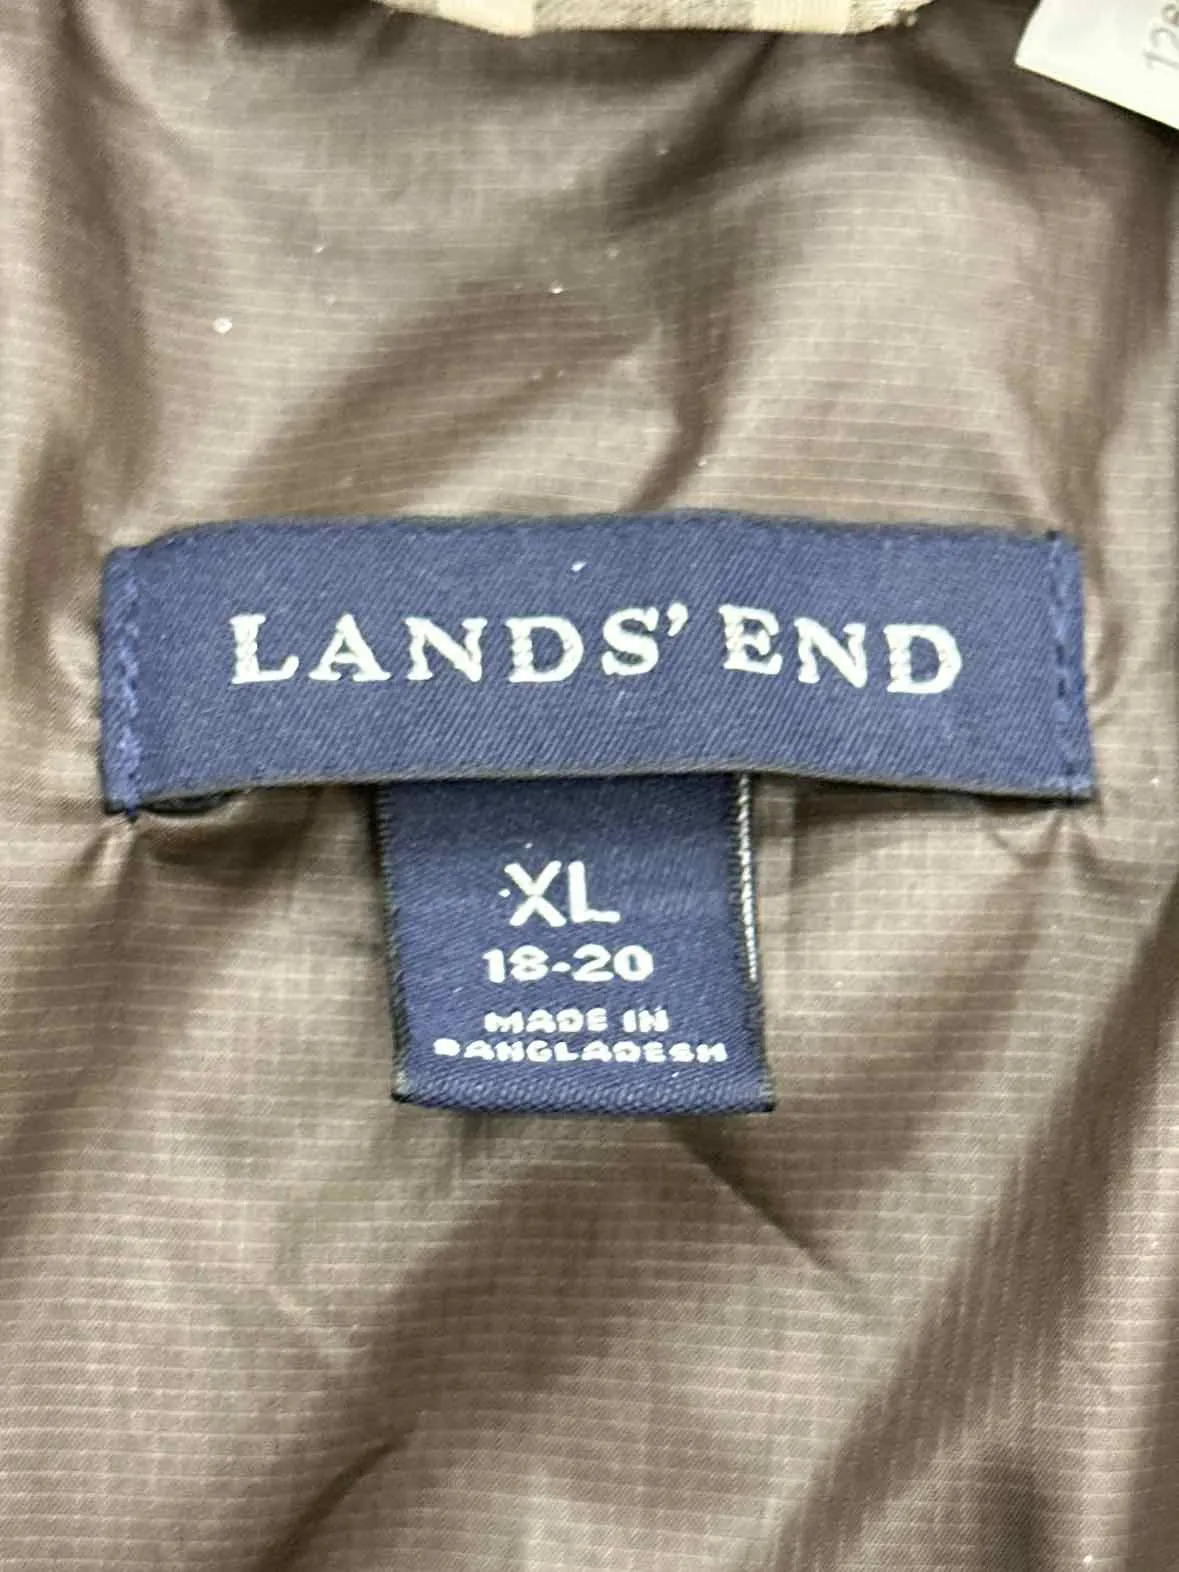 LANDS' END
XL
18-20
MADE IN
BANGLADESH